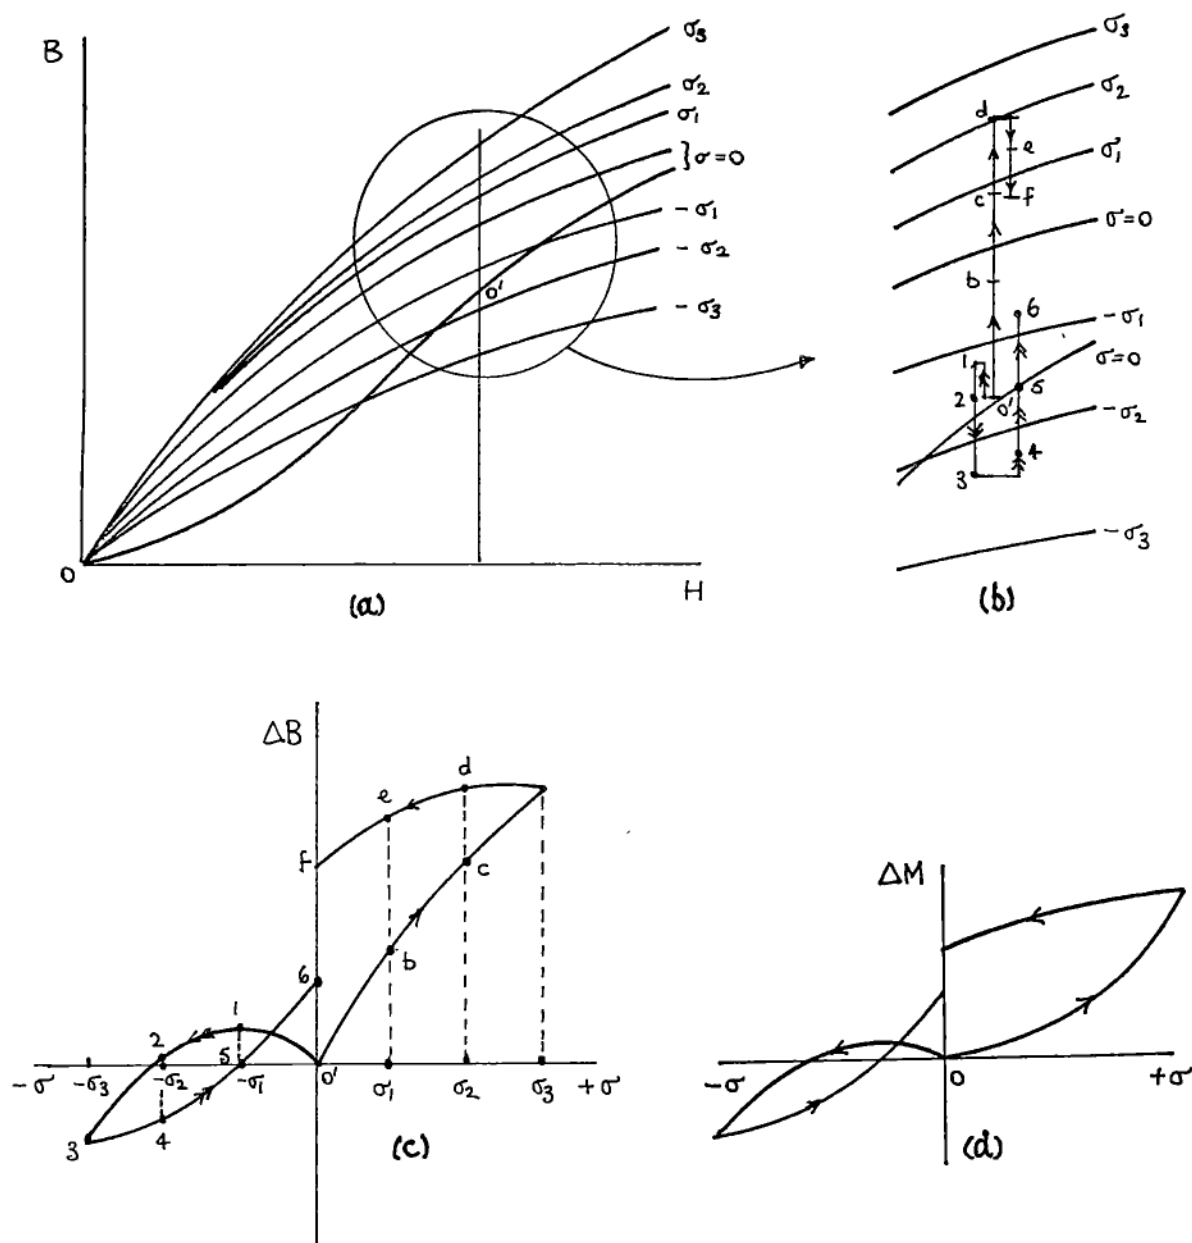 B
σ₃
σ₂
σ₁
}σ=0
-σ₁
-σ₂
-σ₃
O'
O
H
(a)
σ₃
σ₂
d
e
σ₁
c
f
σ=0
b
6
-σ₁
1
σ=0
2
O'
5
-σ₂
4
3
-σ₃
(b)
ΔB
d
e
f
c
b
6
1
2
5
O'
-σ
-σ₃
-σ₂
-σ₁
σ₁
σ₂
σ₃
+σ
3
4
(c)
ΔM
-σ
O
+σ
(d)